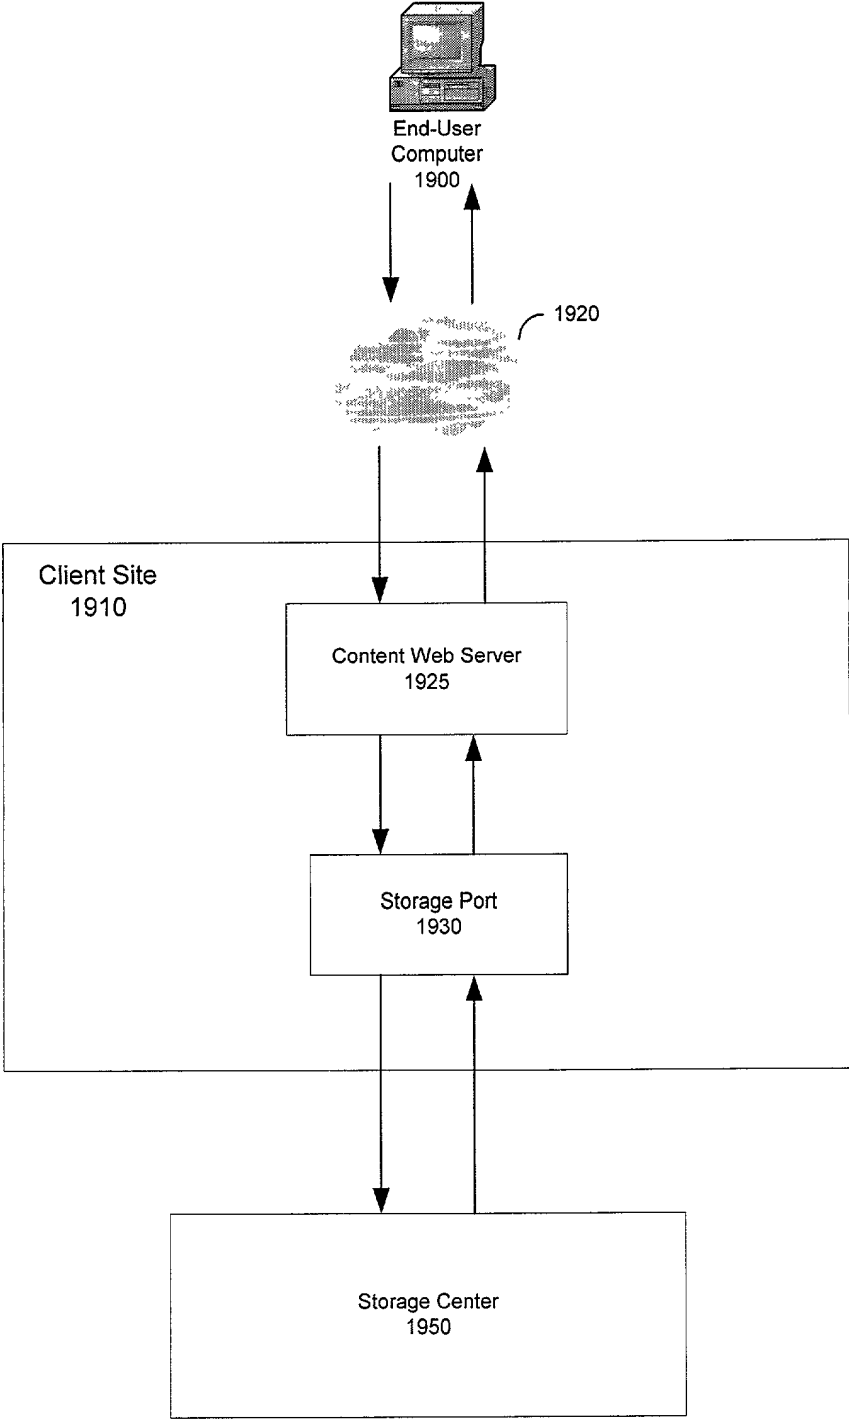 End-User
Computer
1900
1920
Client Site
1910
Content Web Server
1925
Storage Port
1930
Storage Center
1950